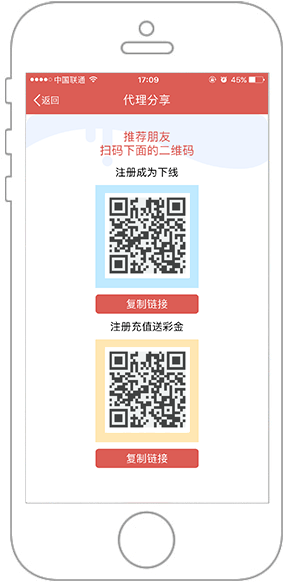 中国联通 17:09 45%
返回 代理分享
推荐朋友
扫码下面的二维码
注册成为下线
复制链接
注册充值送彩金
复制链接